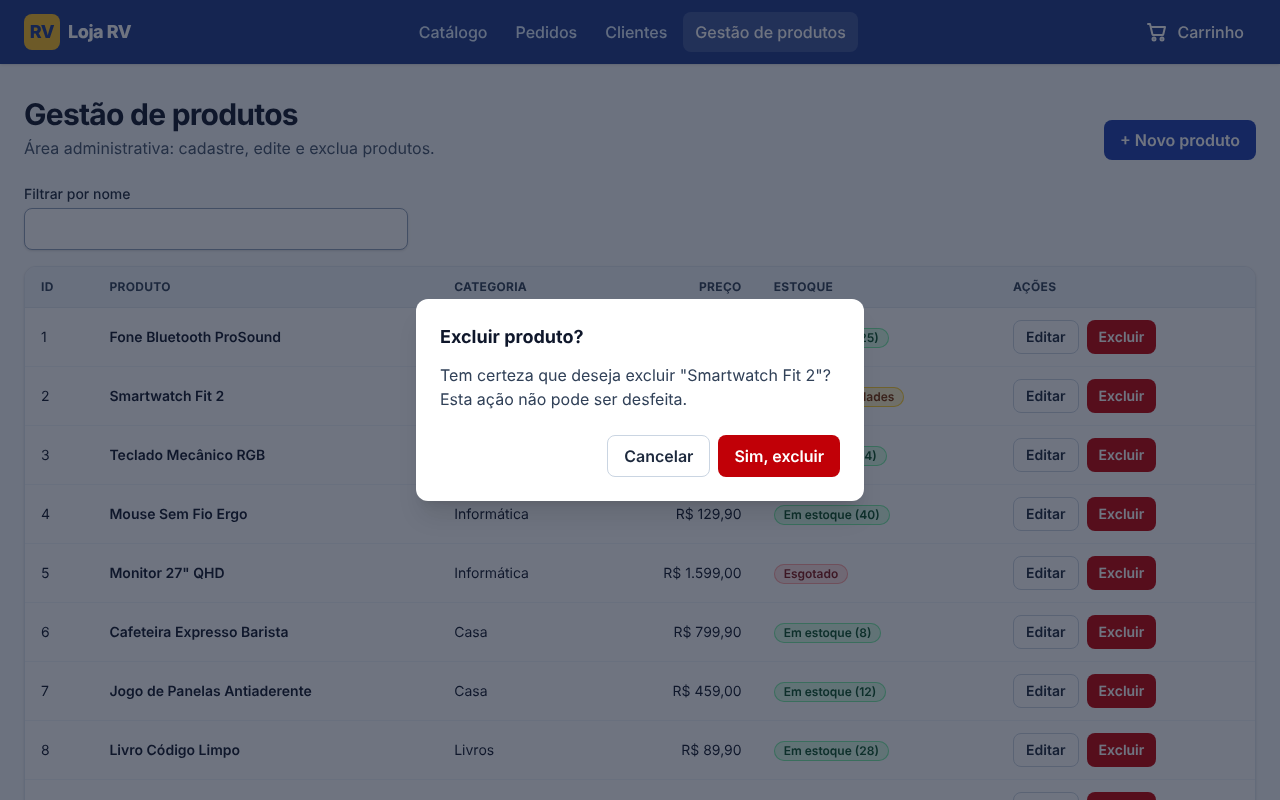 RV Loja RV
Catálogo Pedidos Clientes Gestão de produtos
Carrinho
Gestão de produtos
Área administrativa: cadastre, edite e exclua produtos.
+ Novo produto
Filtrar por nome
ID PRODUTO CATEGORIA PREÇO ESTOQUE AÇÕES
1 Fone Bluetooth ProSound Editar Excluir
2 Smartwatch Fit 2 Editar Excluir
3 Teclado Mecânico RGB Editar Excluir
Excluir produto?
Tem certeza que deseja excluir "Smartwatch Fit 2"?
Esta ação não pode ser desfeita.
Cancelar Sim, excluir
4 Mouse Sem Fio Ergo Informática R$ 129,90 Em estoque (40) Editar Excluir
5 Monitor 27" QHD Informática R$ 1.599,00 Esgotado Editar Excluir
6 Cafeteira Expresso Barista Casa R$ 799,90 Em estoque (8) Editar Excluir
7 Jogo de Panelas Antiaderente Casa R$ 459,00 Em estoque (12) Editar Excluir
8 Livro Código Limpo Livros R$ 89,90 Em estoque (28) Editar Excluir